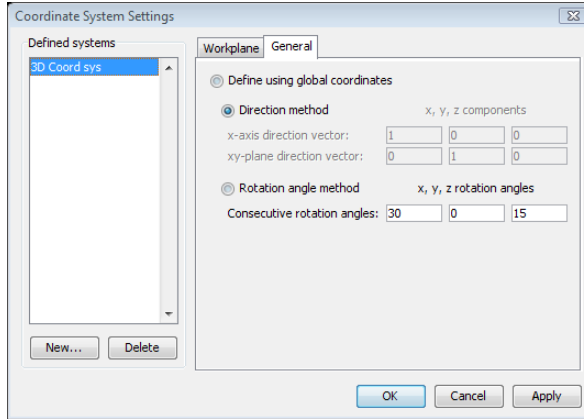 Coordinate System Settings
Defined systems
3D Coord sys
New... Delete
Workplane General
Define using global coordinates
Direction method x, y, z components
x-axis direction vector: 1 0 0
xy-plane direction vector: 0 1 0
Rotation angle method x, y, z rotation angles
Consecutive rotation angles: 30 0 15
OK Cancel Apply